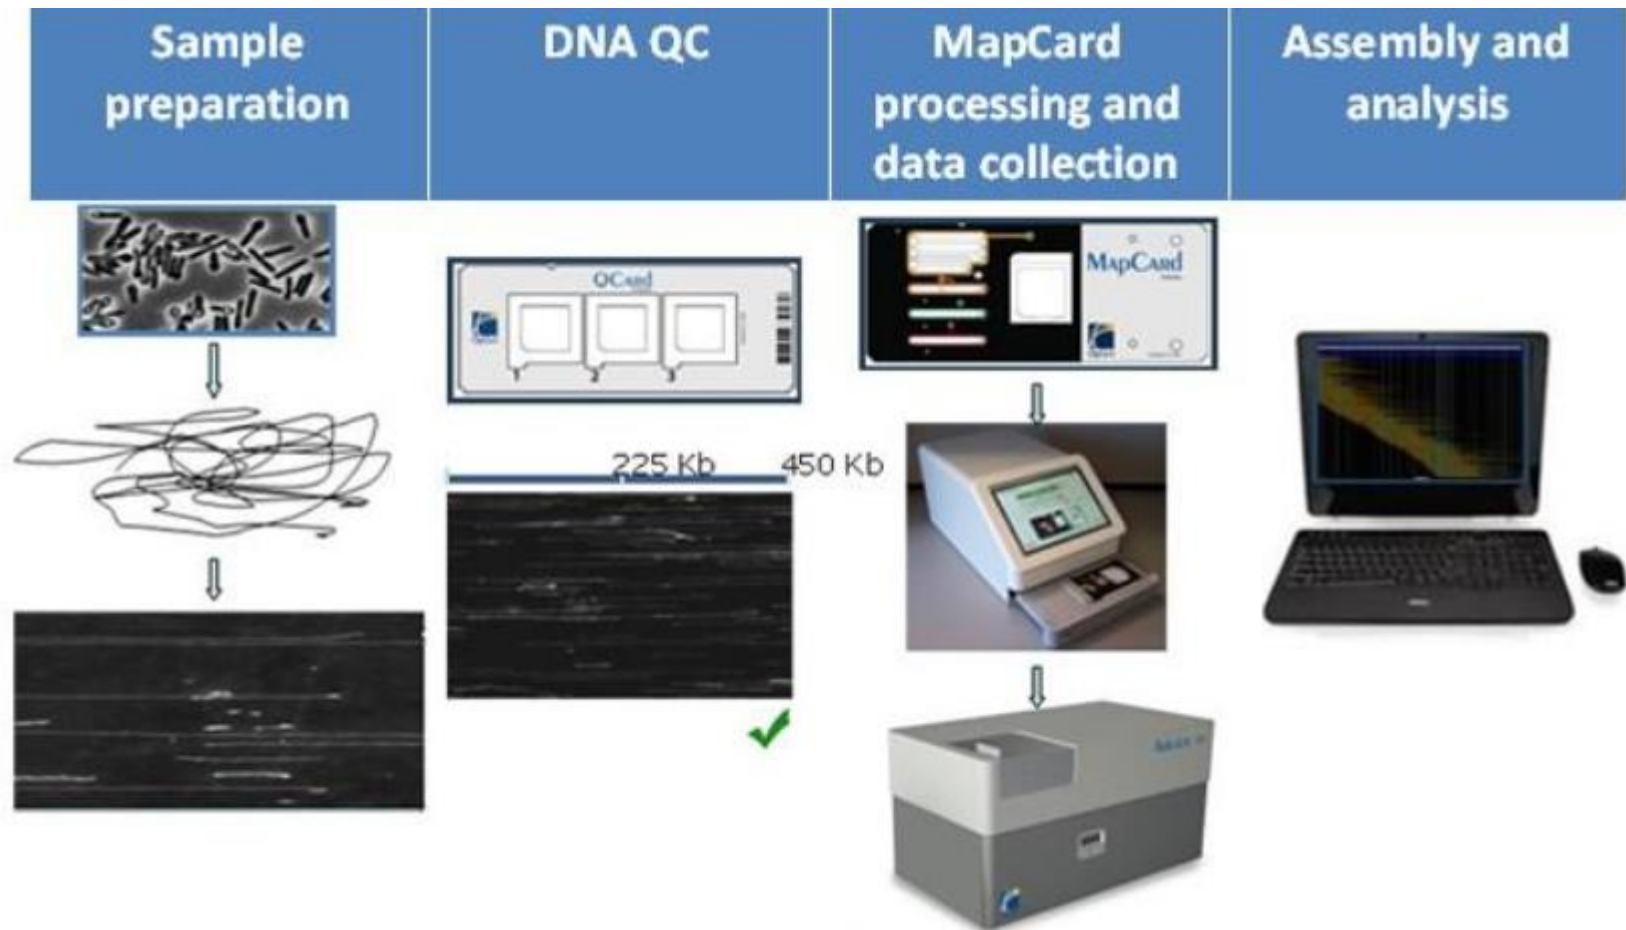 Sample
preparation
DNA QC
MapCard
processing and
data collection
Assembly and
analysis
QCARD
1 2 3
225 Kb 450 Kb
MAPCARD